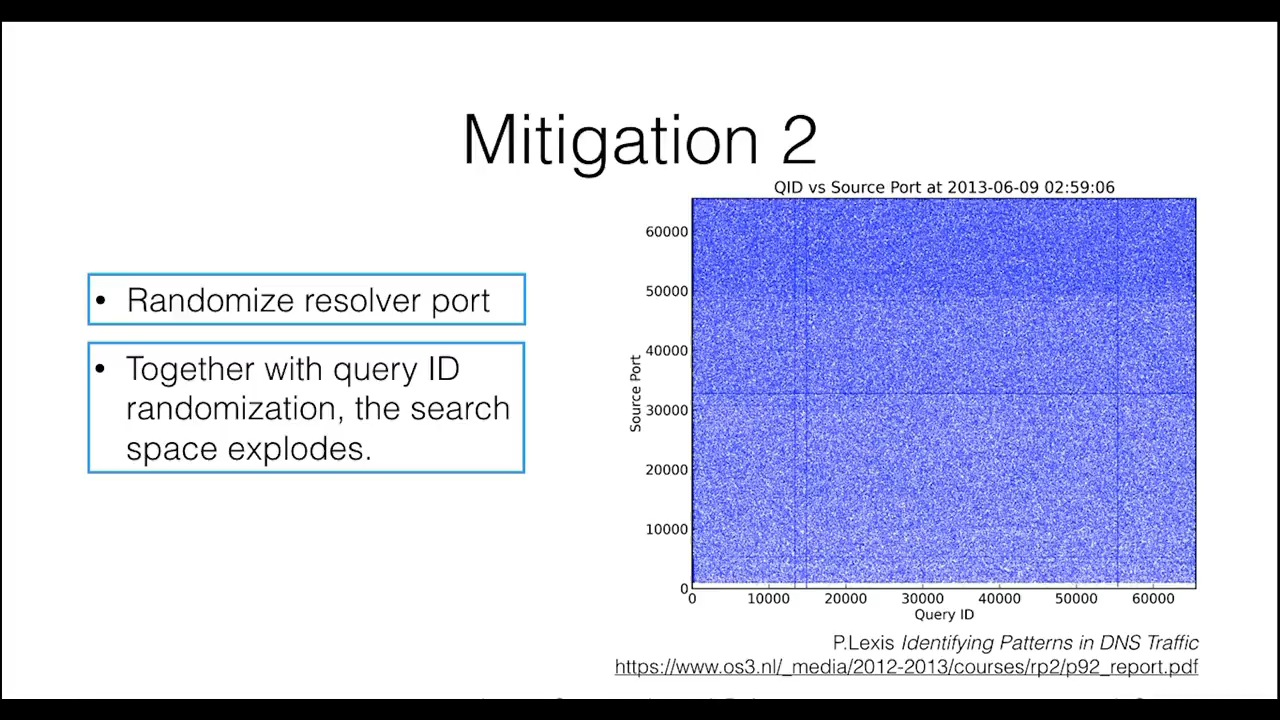 Mitigation 2
• Randomize resolver port
• Together with query ID
randomization, the search
space explodes.
QID vs Source Port at 2013-06-09 02:59:06
Source Port
60000
50000
40000
30000
20000
10000
0
0 10000 20000 30000 40000 50000 60000
Query ID
P.Lexis Identifying Patterns in DNS Traffic
https://www.os3.nl/_media/2012-2013/courses/rp2/p92_report.pdf